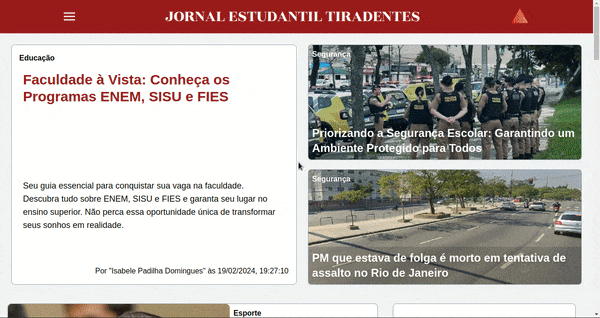 JORNAL ESTUDANTIL TIRADENTES
Educação
Faculdade à Vista: Conheça os
Programas ENEM, SISU e FIES
Seu guia essencial para conquistar sua vaga na faculdade.
Descubra tudo sobre ENEM, SISU e FIES e garanta seu lugar no
ensino superior. Não perca essa oportunidade única de transformar
seus sonhos em realidade.
Por "Isabele Padilha Domingues" às 19/02/2024, 19:27:10
Segurança
Priorizando a Segurança Escolar: Garantindo um
Ambiente Protegido para Todos
Segurança
PM que estava de folga é morto em tentativa de
assalto no Rio de Janeiro
Esporte